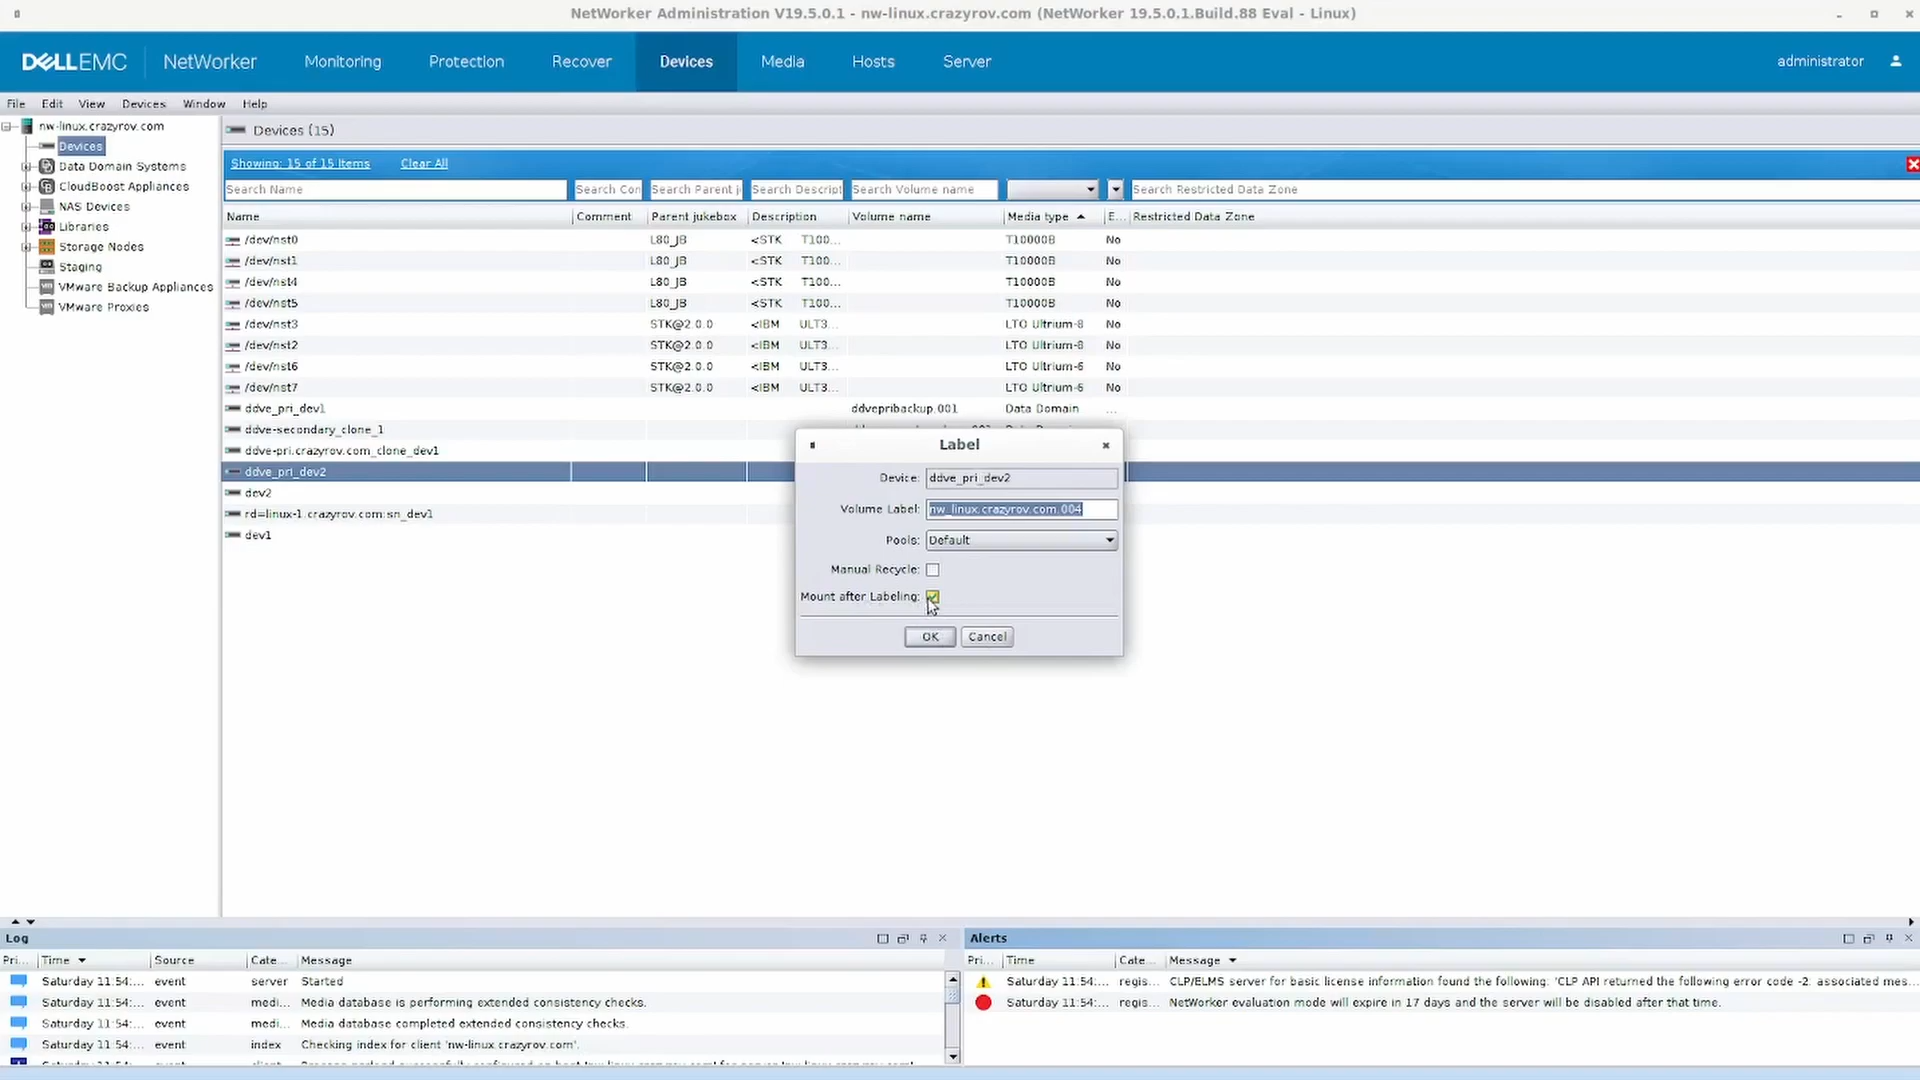 NetWorker Administration V19.5.0.1 - nw-linux.crazyrov.com (NetWorker 19.5.0.1.Build.88 Eval - Linux)
DELLEMC NetWorker Monitoring Protection Recover Devices Media Hosts Server administrator
File Edit View Devices Window Help
nw-linux.crazyrov.com
Devices
Data Domain Systems
CloudBoost Appliances
NAS Devices
Libraries
Storage Nodes
Staging
VMware Backup Appliances
VMware Proxies
Devices (15)
Showing: 15 of 15 Items Clear All
Search Name Search Con Search Parent j Search Descript Search Volume name Search Restricted Data Zone
Name Comment Parent jukebox Description Volume name Media type E... Restricted Data Zone
/dev/nst0 L80_JB <STK T100... T10000B No
/dev/nst1 L80_JB <STK T100... T10000B No
/dev/nst4 L80_JB <STK T100... T10000B No
/dev/nst5 L80_JB <STK T100... T10000B No
/dev/nst3 STK@2.0.0 <IBM ULT3... LTO Ultrium-8 No
/dev/nst2 STK@2.0.0 <IBM ULT3... LTO Ultrium-8 No
/dev/nst6 STK@2.0.0 <IBM ULT3... LTO Ultrium-6 No
/dev/nst7 STK@2.0.0 <IBM ULT3... LTO Ultrium-6 No
ddve_pri_dev1 ddvepribackup.001 Data Domain ...
ddve-secondary_clone_1
ddve-pri.crazyrov.com_clone_dev1
ddve_pri_dev2
dev2
rd=linux-1.crazyrov.com:sn_dev1
dev1
Label
Device: ddve_pri_dev2
Volume Label: nw_linux.crazyrov.com.004
Pools: Default
Manual Recycle:
Mount after Labeling:
OK Cancel
Log
Pri... Time Source Cate... Message
Saturday 11:54:... event server Started
Saturday 11:54:... event medi... Media database is performing extended consistency checks.
Saturday 11:54:... event medi... Media database completed extended consistency checks.
Saturday 11:54:... event index Checking index for client 'nw-linux.crazyrov.com'.
Alerts
Pri... Time Cate... Message
Saturday 11:54:... regis... CLP/ELMS server for basic license information found the following: 'CLP API returned the following error code -2: associated mes...
Saturday 11:54:... regis... NetWorker evaluation mode will expire in 17 days and the server will be disabled after that time.